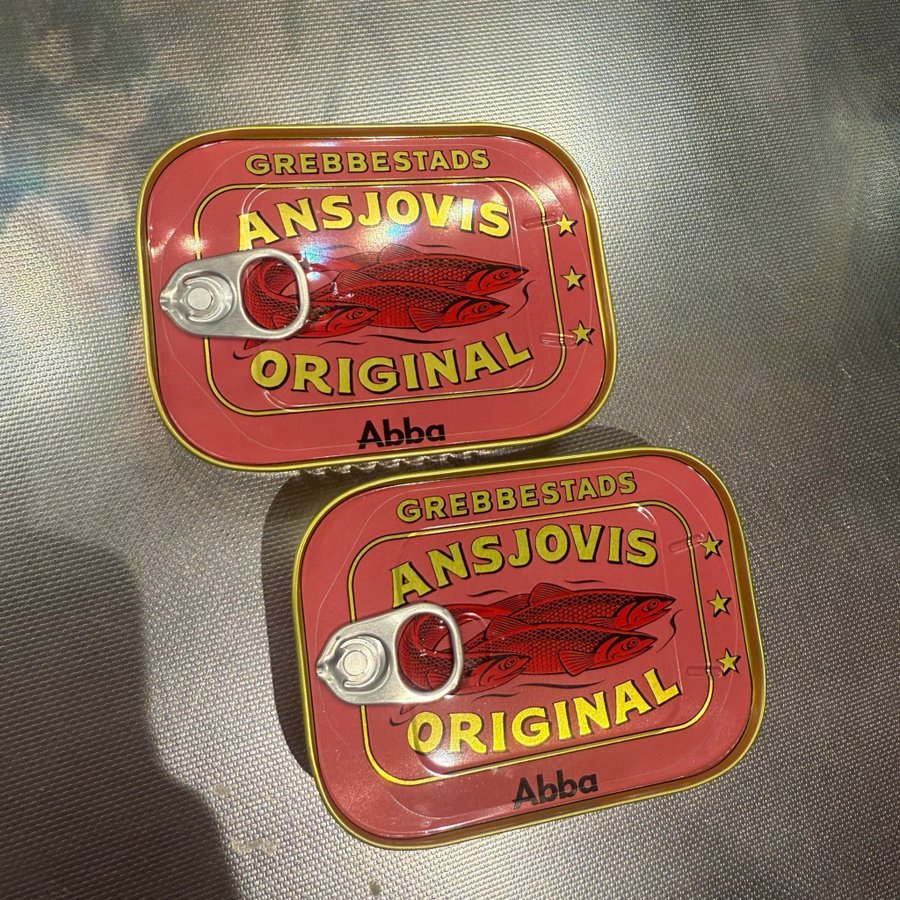 GREBBESTADS
ANSJOVIS
ORIGINAL
Abba
GREBBESTADS
ANSJOVIS
ORIGINAL
Abba